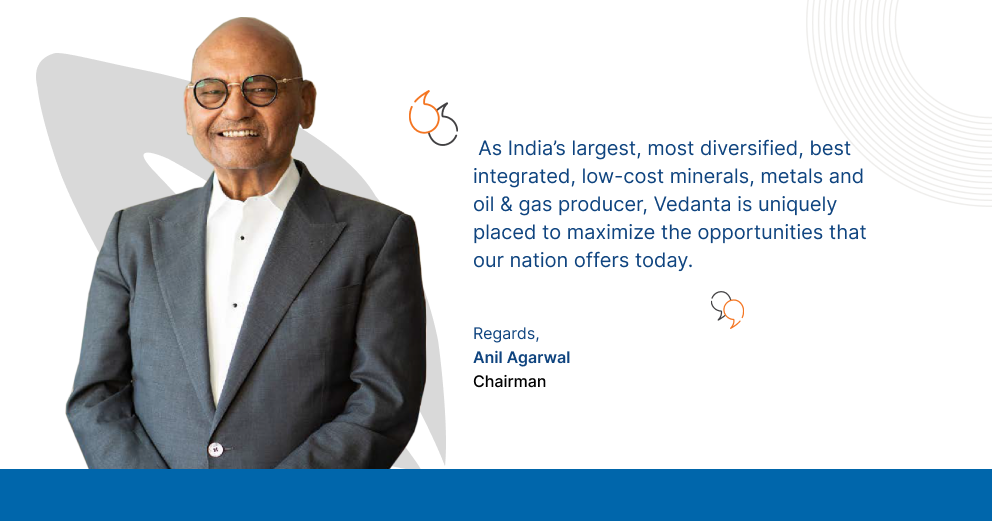 As India’s largest, most diversified, best
integrated, low-cost minerals, metals and
oil & gas producer, Vedanta is uniquely
placed to maximize the opportunities that
our nation offers today.
Regards,
Anil Agarwal
Chairman